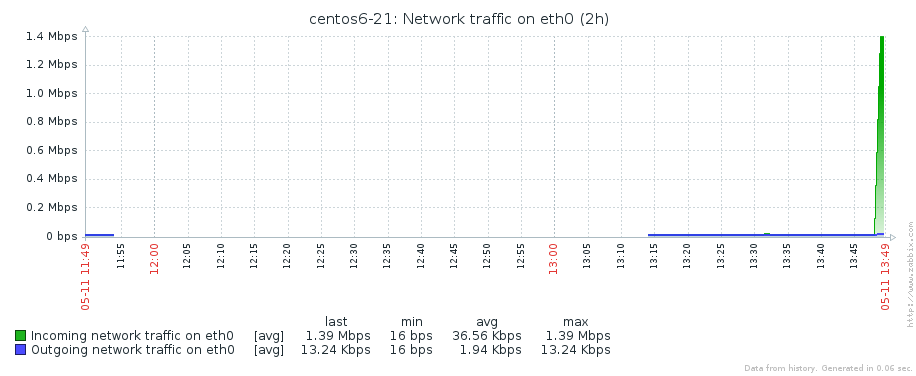 centos6-21: Network traffic on eth0 (2h)
1.4 Mbps
1.2 Mbps
1.0 Mbps
0.8 Mbps
0.6 Mbps
0.4 Mbps
0.2 Mbps
0 bps
05-11 11:49
11:55
12:00
12:05
12:10
12:15
12:20
12:25
12:30
12:35
12:40
12:45
12:50
12:55
13:00
13:05
13:10
13:15
13:20
13:25
13:30
13:35
13:40
13:45
05-11 13:49
http://www.zabbix.com
last min avg max
Incoming network traffic on eth0 [avg] 1.39 Mbps 16 bps 36.56 Kbps 1.39 Mbps
Outgoing network traffic on eth0 [avg] 13.24 Kbps 16 bps 1.94 Kbps 13.24 Kbps
Data from history. Generated in 0.06 sec.